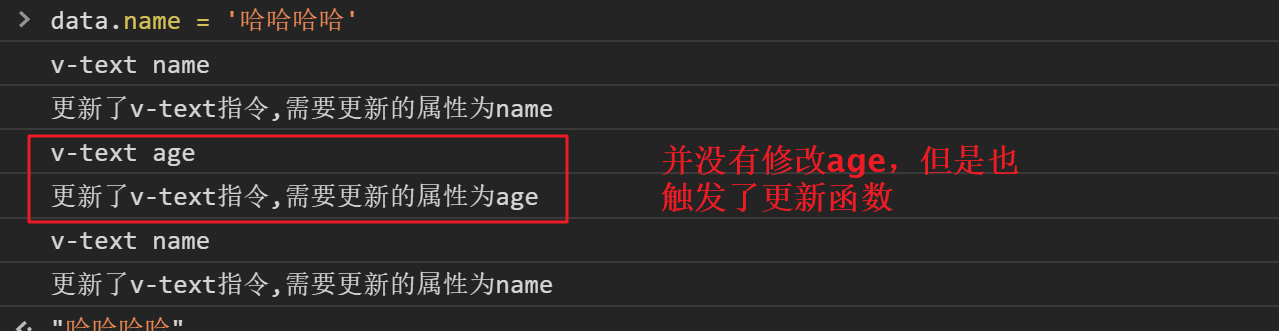 > data.name = '哈哈哈哈'
v-text name
更新了v-text指令,需要更新的属性为name
v-text age
更新了v-text指令,需要更新的属性为age
并没有修改age，但是也
触发了更新函数
v-text name
更新了v-text指令,需要更新的属性为name
"哈哈哈哈"